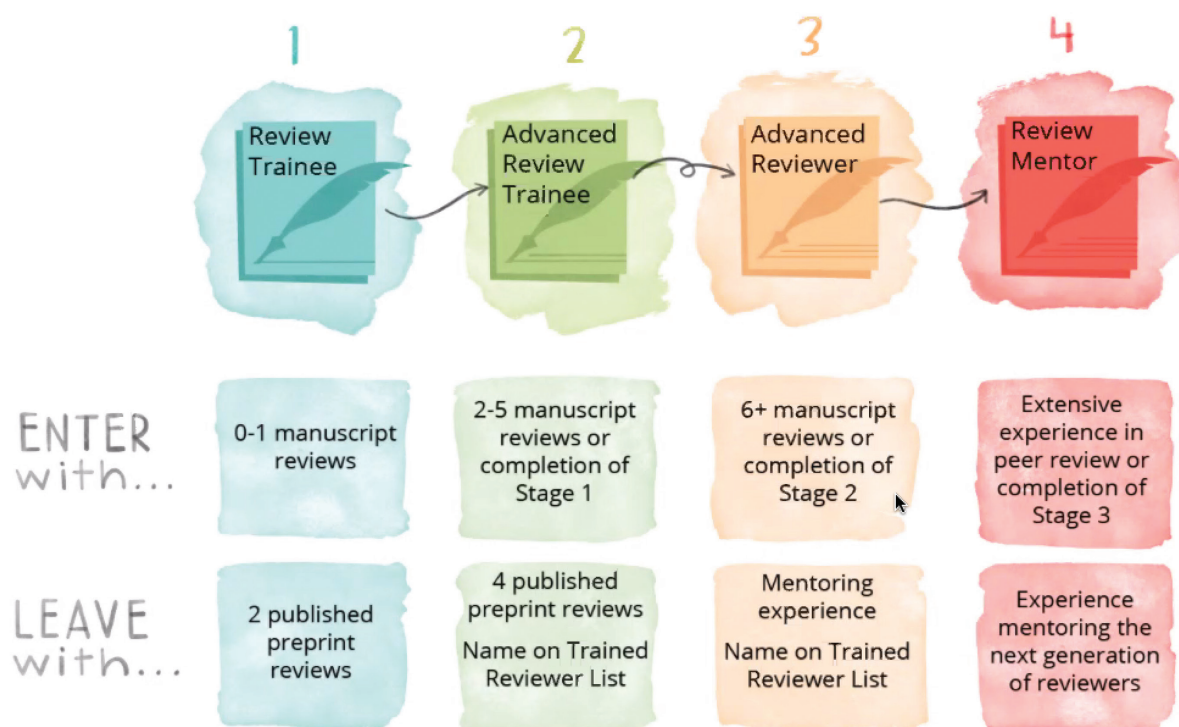 1
2
3
4
Review
Trainee
Advanced
Review
Trainee
Advanced
Reviewer
Review
Mentor
ENTER
with...
0-1 manuscript
reviews
2-5 manuscript
reviews or
completion of
Stage 1
6+ manuscript
reviews or
completion of
Stage 2
Extensive
experience in
peer review or
completion of
Stage 3
LEAVE
with...
2 published
preprint
reviews
4 published
preprint reviews
Name on Trained
Reviewer List
Mentoring
experience
Name on Trained
Reviewer List
Experience
mentoring the
next generation
of reviewers